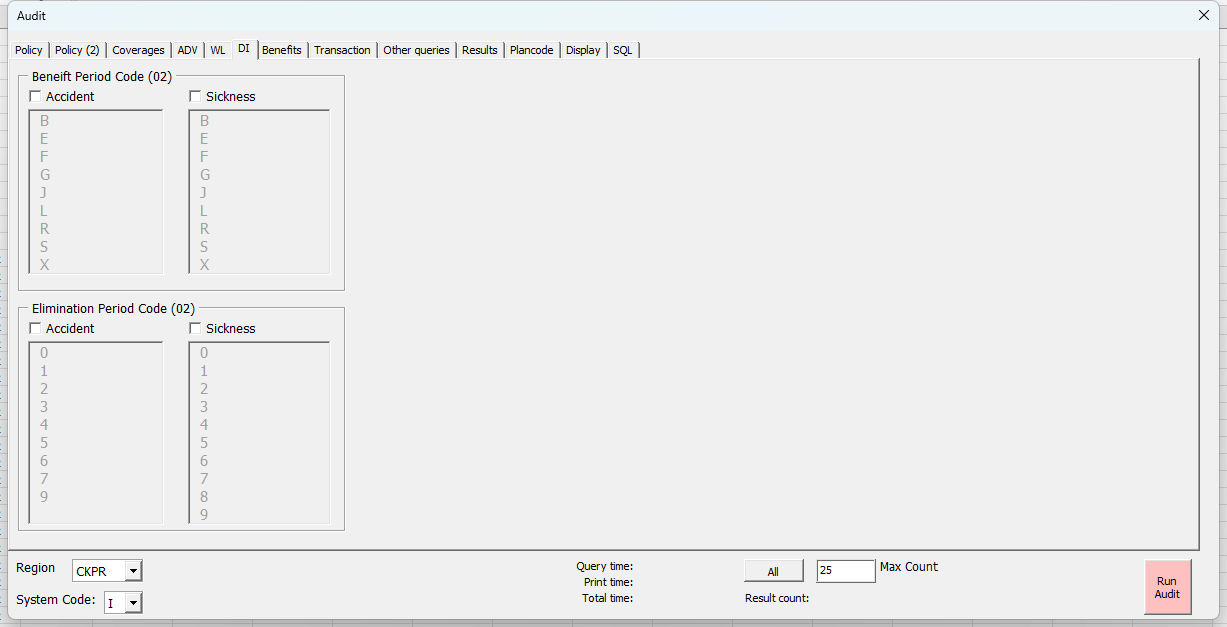 Audit
Policy
Policy (2)
Coverages
ADV
WL
DI
Benefits
Transaction
Other queries
Results
Plancode
Display
SQL
Beneift Period Code (02)
Accident
B
E
F
G
J
L
R
S
X
Sickness
B
E
F
G
J
L
R
S
X
Elimination Period Code (02)
Accident
0
1
2
3
4
5
6
7
9
Sickness
0
1
2
3
4
5
6
7
8
9
Region
CKPR
System Code:
I
Query time:
Print time:
Total time:
All
25
Max Count
Result count:
Run
Audit